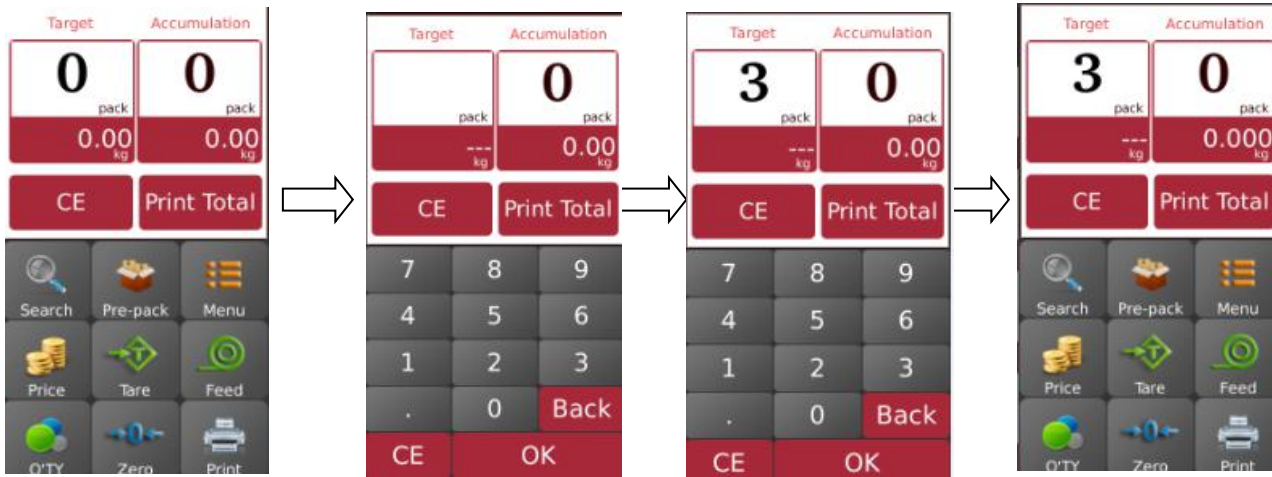 Target Accumulation
0 0
pack pack
0.00 0.00
kg kg
CE Print Total
Search Pre-pack Menu
Price Tare Feed
Q'TY Zero Print
Target Accumulation
0
pack pack
--- 0.00
kg kg
CE Print Total
7 8 9
4 5 6
1 2 3
. 0 Back
CE OK
Target Accumulation
3 0
pack pack
--- 0.00
kg kg
CE Print Total
7 8 9
4 5 6
1 2 3
. 0 Back
CE OK
Target Accumulation
3 0
pack pack
--- 0.000
kg kg
CE Print Total
Search Pre-pack Menu
Price Tare Feed
Q'TY Zero Print